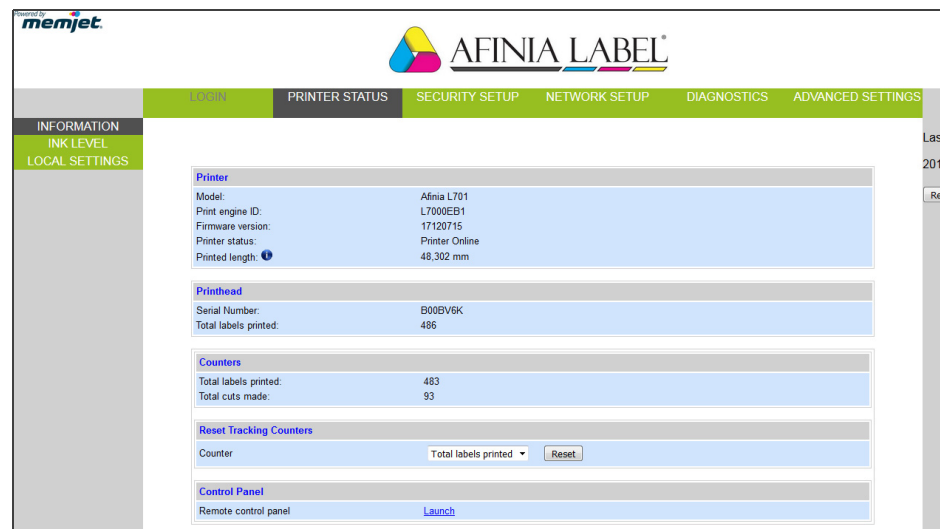 Powered by
memjet.
AFINIA LABEL
LOGIN PRINTER STATUS SECURITY SETUP NETWORK SETUP DIAGNOSTICS ADVANCED SETTINGS
INFORMATION
INK LEVEL
LOCAL SETTINGS
Las
201
Re
Printer
Model: Afinia L701
Print engine ID: L7000EB1
Firmware version: 17120715
Printer status: Printer Online
Printed length: 48,302 mm
Printhead
Serial Number: B00BV6K
Total labels printed: 486
Counters
Total labels printed: 483
Total cuts made: 93
Reset Tracking Counters
Counter Total labels printed Reset
Control Panel
Remote control panel Launch